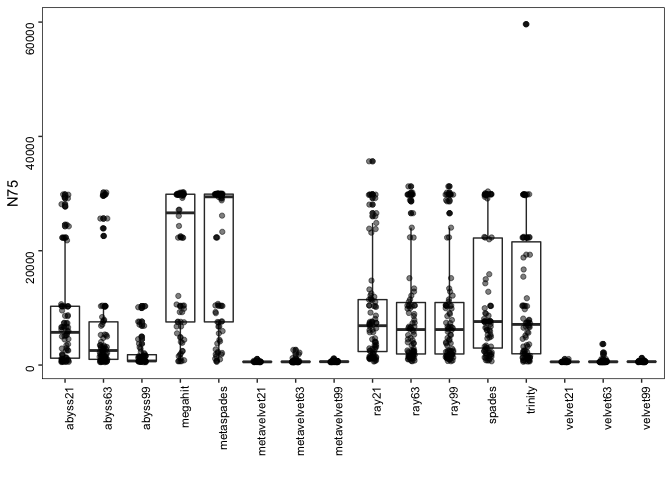 60000
40000
20000
0
N75
abyss21
abyss63
abyss99
megahit
metaspades
metavelvet21
metavelvet63
metavelvet99
ray21
ray63
ray99
spades
trinity
velvet21
velvet63
velvet99